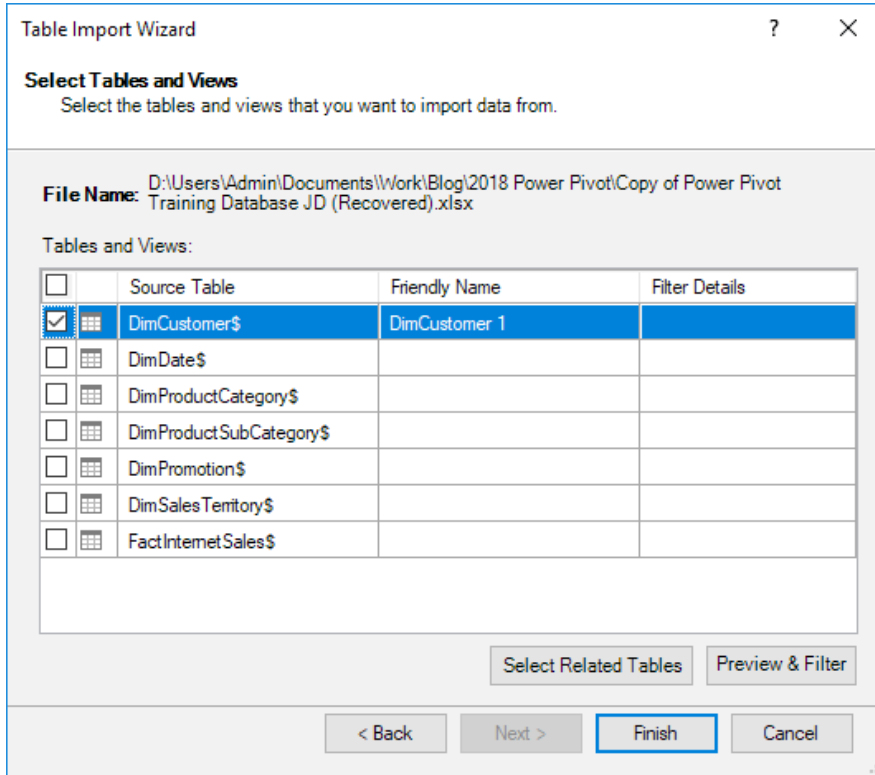 Table Import Wizard ?
Select Tables and Views
Select the tables and views that you want to import data from.
File Name: D:\Users\Admin\Documents\Work\Blog\2018 Power Pivot\Copy of Power Pivot
Training Database JD (Recovered).xlsx
Tables and Views:
Source Table Friendly Name Filter Details
DimCustomer$ DimCustomer 1
DimDate$
DimProductCategory$
DimProductSubCategory$
DimPromotion$
DimSalesTerritory$
FactInternetSales$
Select Related Tables Preview & Filter
< Back Next > Finish Cancel